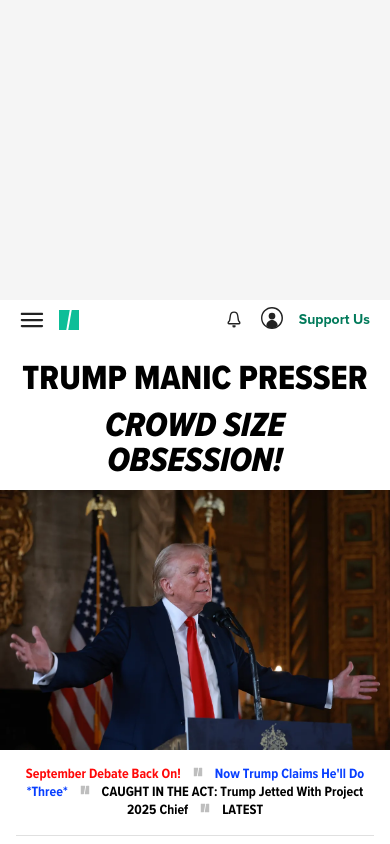 Support Us
TRUMP MANIC PRESSER
CROWD SIZE
OBSESSION!
September Debate Back On! Now Trump Claims He'll Do
*Three* CAUGHT IN THE ACT: Trump Jetted With Project
2025 Chief LATEST